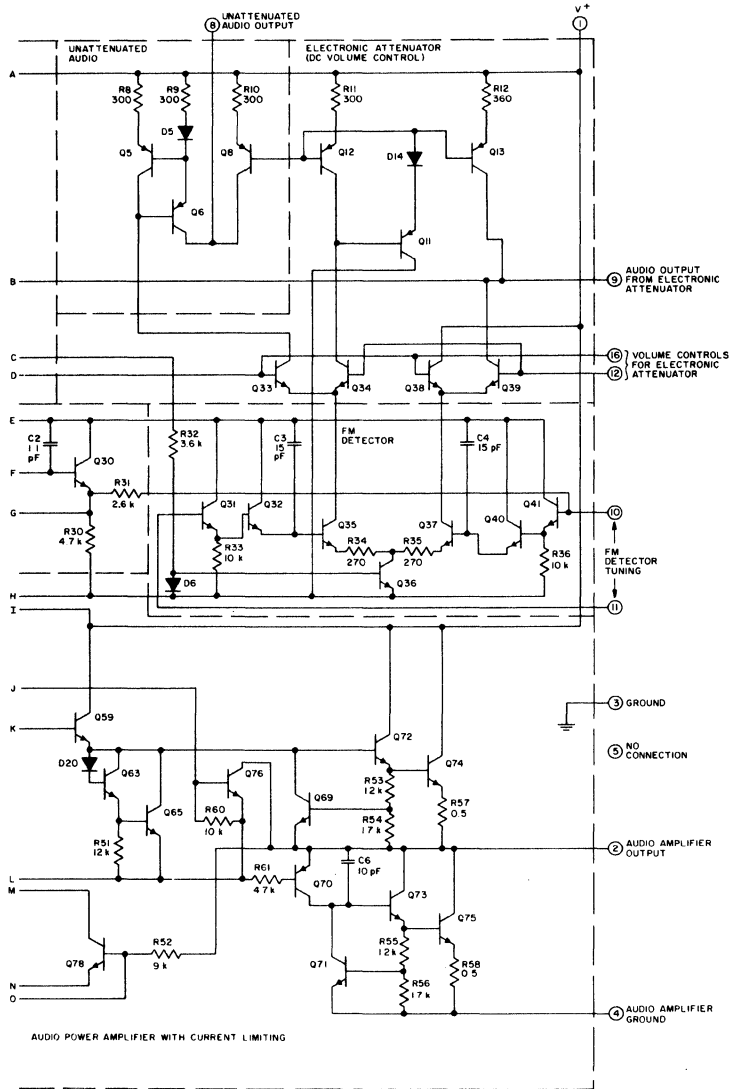 V+
1
8
UNATTENUATED
AUDIO OUTPUT
UNATTENUATED
AUDIO
ELECTRONIC ATTENUATOR
(DC VOLUME CONTROL)
A
R8
300
R9
300
R10
300
R11
300
R12
360
D5
Q5
Q8
Q12
D14
Q13
Q6
Q11
B
9
AUDIO OUTPUT
FROM ELECTRONIC
ATTENUATOR
C
D
16
12
VOLUME CONTROLS
FOR ELECTRONIC
ATTENUATOR
Q33
Q34
Q38
Q39
E
C2
1.1
pF
R32
3.6 k
C3
15
pF
FM
DETECTOR
C4
15 pF
F
Q30
R31
2.6 k
Q31
Q32
Q41
G
10
Q35
Q37
Q40
R30
4.7 k
R33
10 k
R34
270
R35
270
R36
10 k
FM
DETECTOR
TUNING
Q36
D6
H
I
11
J
K
Q59
3
GROUND
Q72
5
NO
CONNECTION
D20
Q63
Q76
Q74
Q69
R53
12 k
Q65
R60
10 k
R54
17 k
R57
0.5
R51
12 k
2
AUDIO AMPLIFIER
OUTPUT
L
M
R61
4.7 k
Q70
C6
10 pF
Q73
Q75
R52
9 k
Q78
R55
12 k
R58
0.5
Q71
R56
17 k
N
O
4
AUDIO AMPLIFIER
GROUND
AUDIO POWER AMPLIFIER WITH CURRENT LIMITING